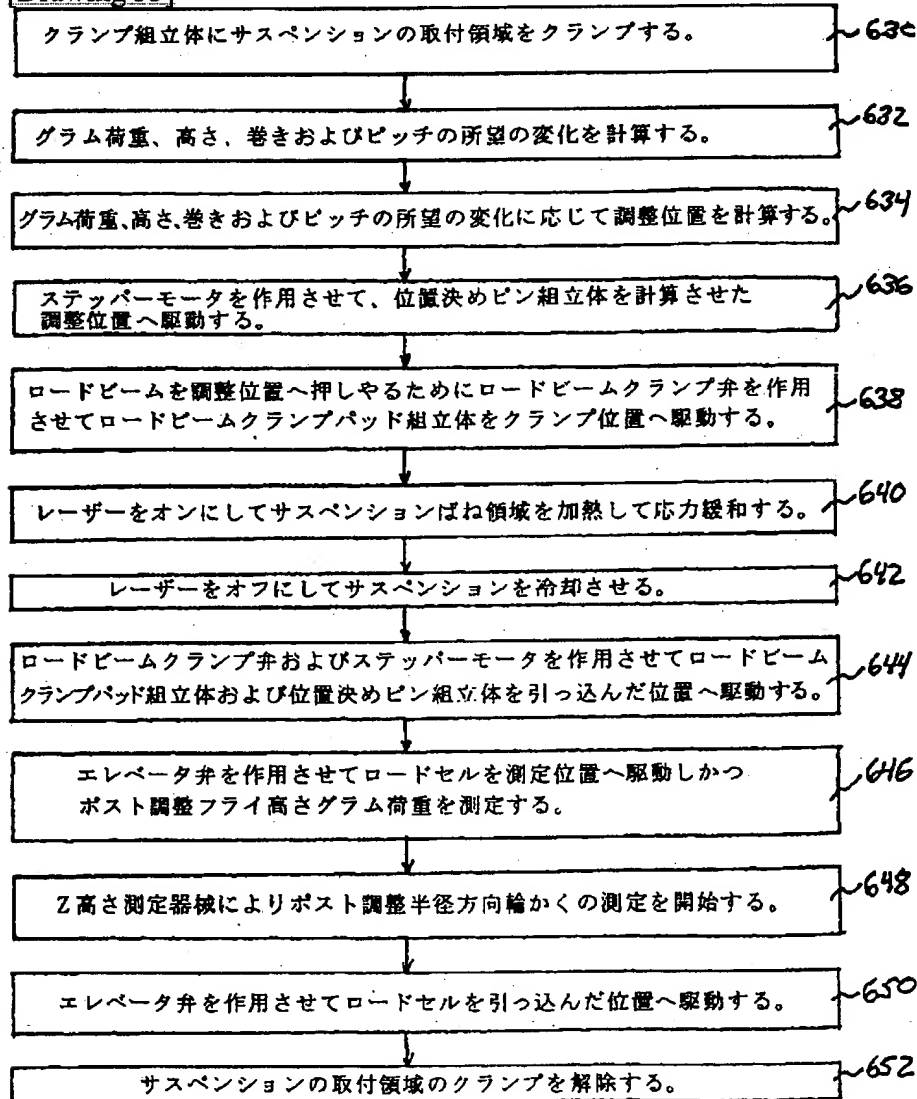 クランプ組立体にサスペンションの取付領域をクランプする。
630
グラム荷重、高さ、巻きおよびピッチの所望の変化を計算する。
632
グラム荷重、高さ、巻きおよびピッチの所望の変化に応じて調整位置を計算する。
634
ステッパーモータを作用させて、位置決めピン組立体を計算させた
調整位置へ駆動する。
636
ロードビームを調整位置へ押しやるためにロードビームクランプ弁を作用
させてロードビームクランプパッド組立体をクランプ位置へ駆動する。
638
レーザーをオンにしてサスペンションばね領域を加熱して応力緩和する。
640
レーザーをオフにしてサスペンションを冷却させる。
642
ロードビームクランプ弁およびステッパーモータを作用させてロードビーム
クランプパッド組立体および位置決めピン組立体を引っ込んだ位置へ駆動する。
644
エレベータ弁を作用させてロードセルを測定位置へ駆動しかつ
ポスト調整フライ高さグラム荷重を測定する。
646
Z高さ測定器械によりポスト調整半径方向輪かくの測定を開始する。
648
エレベータ弁を作用させてロードセルを引っ込んだ位置へ駆動する。
650
サスペンションの取付領域のクランプを解除する。
652